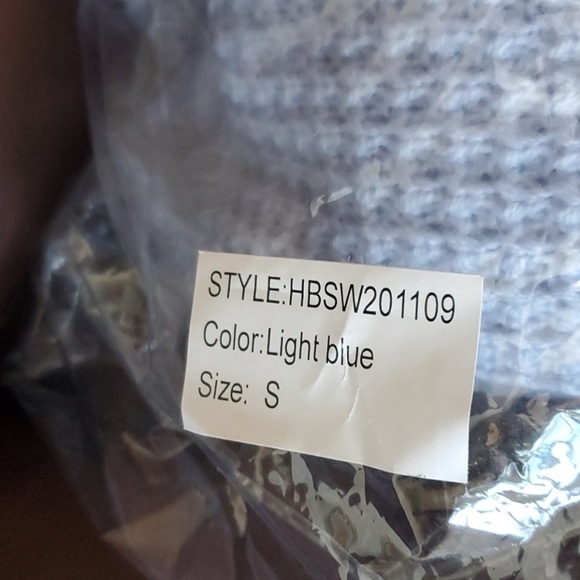 STYLE:HBSW201109
Color:Light blue
Size: S